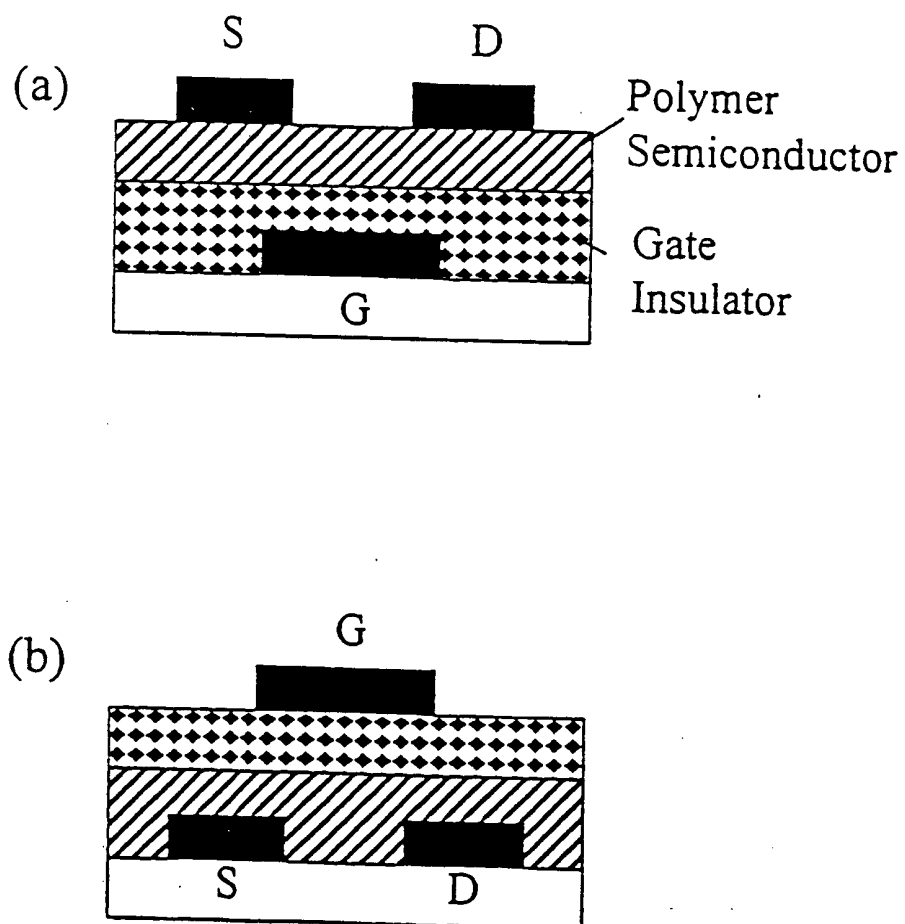 S D
(a)
Polymer
Semiconductor
Gate
Insulator
G
G
(b)
S D